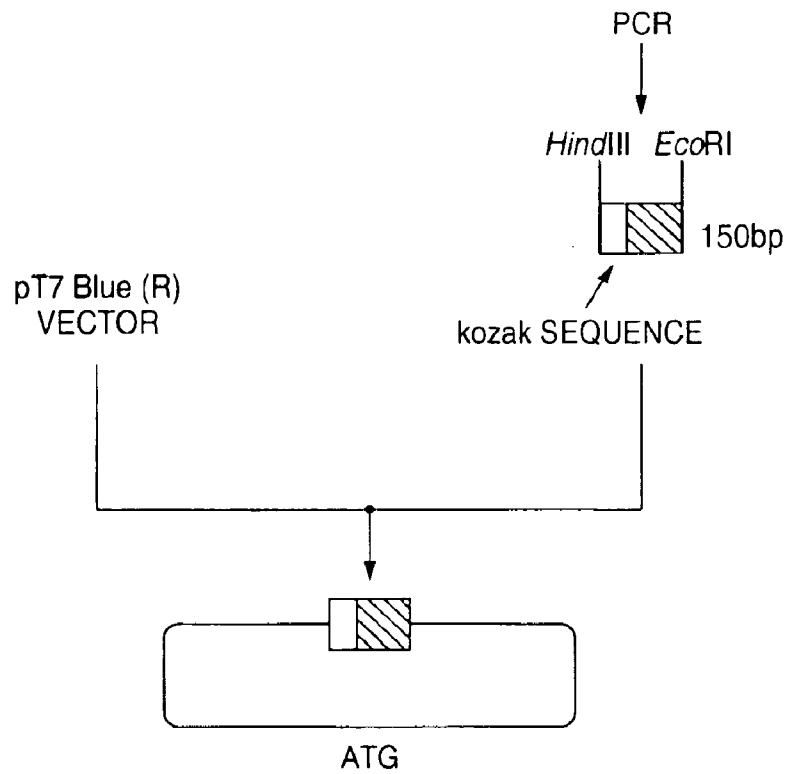 PCR
HindIII EcoRI
150bp
pT7 Blue (R)
VECTOR
kozak SEQUENCE
ATG